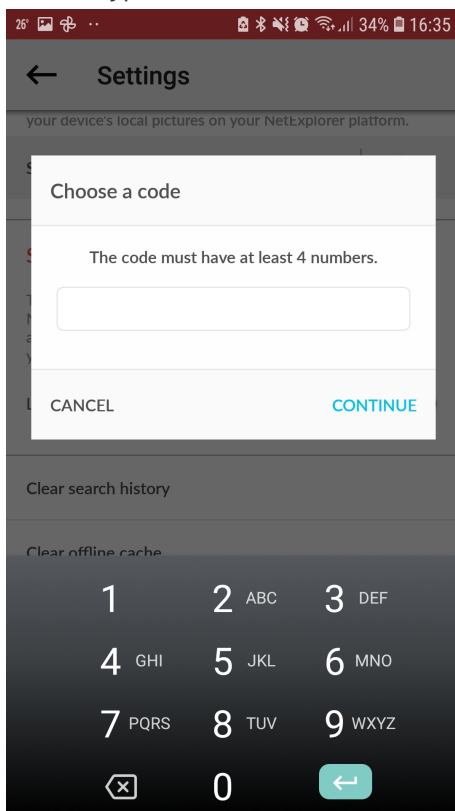 26°
34% 16:35
Settings
your device's local pictures on your NetExplorer platform.
Choose a code
The code must have at least 4 numbers.
CANCEL
CONTINUE
Clear search history
Clear offline cache
1
2 ABC
3 DEF
4 GHI
5 JKL
6 MNO
7 PQRS
8 TUV
9 WXYZ
0